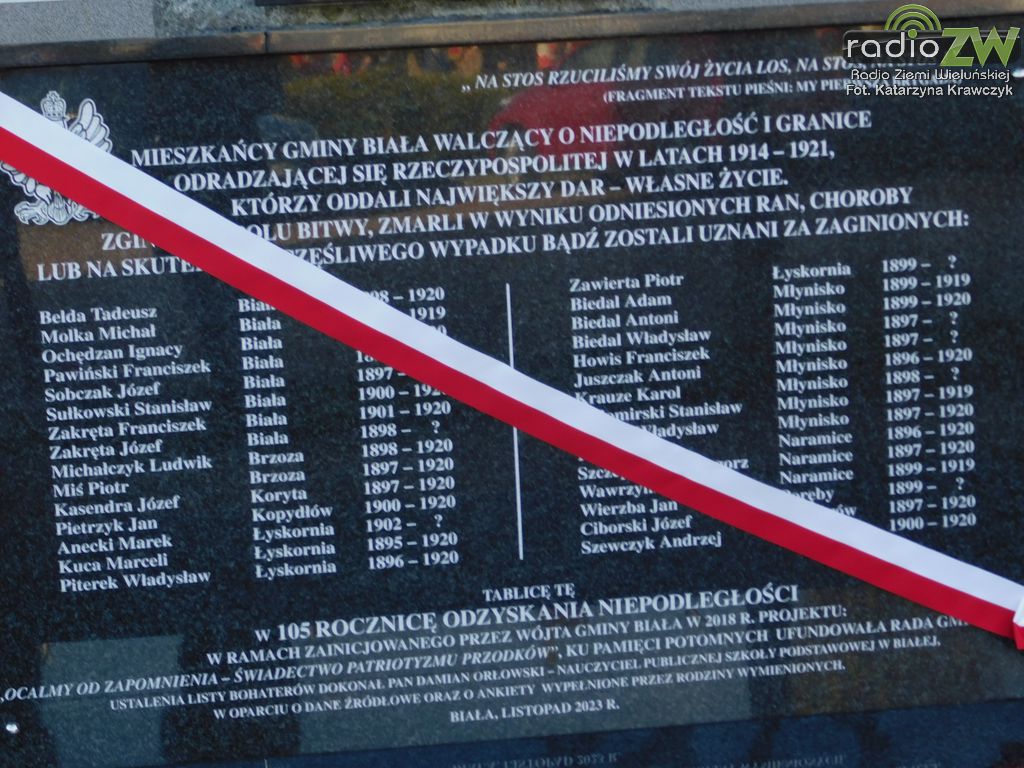 radioZW
Radio Ziemi Wieluńskiej
Fot. Katarzyna Krawczyk
„NA STOS RZUCILIŚMY SWÓJ ŻYCIA LOS, NA STOS, NA
(FRAGMENT TEKSTU PIEŚNI: MY PIERWSZA BRYGADA)
MIESZKAŃCY GMINY BIAŁA WALCZĄCY O NIEPODLEGŁOŚĆ I GRANICE
ODRADZAJĄCEJ SIĘ RZECZYPOSPOLITEJ W LATACH 1914 – 1921,
KTÓRZY ODDALI NAJWIĘKSZY DAR – WŁASNE ŻYCIE.
BITWY, ZMARLI W WYNIKU ODNIESIONYCH RAN, CHOROBY
LUB NA WYPADKU BĄDŹ ZOSTALI UZNANI ZA ZAGINIONYCH:
Belda Tadeusz Biała – 1920
Molka Michał Biała 1919
Ochędzan Ignacy Biała
Pawiński Franciszek Biała
Sobczak Józef Biała 1897 –
Sułkowski Stanisław Biała 1900 –
Zakręta Franciszek Biała 1901 – 1920
Zakręta Józef Biała 1898 – ?
Michalczyk Ludwik Brzoza 1898 – 1920
Miś Piotr Brzoza 1897 – 1920
Kasendra Józef Koryta 1897 – 1920
Pietrzyk Jan Kopydłów 1900 – 1920
Anecki Marek Łyskornia 1902 – ?
Kuca Marceli Łyskornia 1895 – 1920
Piterek Władysław Łyskornia 1896 – 1920
Zawierta Piotr Łyskornia 1899 – ?
Biedal Adam Młynisko 1899 – 1919
Biedal Antoni Młynisko 1899 – 1920
Biedal Władysław Młynisko 1897 – ?
Howis Franciszek Młynisko 1897 – ?
Juszczak Antoni Młynisko 1896 – 1920
Krauze Karol Młynisko 1898 – ?
Stanisław Młynisko 1897 – 1919
Władysław Młynisko 1897 – 1920
Naramice 1896 – 1920
Naramice 1897 – 1920
Naramice 1899 – 1919
Wierzba Jan 1899 – ?
Ciborski Józef 1897 – 1920
Szewczyk Andrzej 1900 – 1920
TABLICĘ TĘ
W 105 ROCZNICĘ ODZYSKANIA NIEPODLEGŁOŚCI
W RAMACH ZAINICJOWANEGO PRZEZ WÓJTA GMINY BIAŁA W 2018 R. PROJEKTU:
„OCALMY OD ZAPOMNIENIA – ŚWIADECTWO PATRIOTYZMU PRZODKÓW”, KU PAMIĘCI POTOMNYCH UFUNDOWAŁA RADA
USTALENIA LISTY BOHATERÓW DOKONAŁ PAN DAMIAN ORŁOWSKI – NAUCZYCIEL PUBLICZNEJ SZKOŁY PODSTAWOWEJ W BIAŁEJ,
W OPARCIU O DANE ŹRÓDŁOWE ORAZ O ANKIETY WYPEŁNIONE PRZEZ RODZINY WYMIENIONYCH.
BIAŁA, LISTOPAD 2023 R.